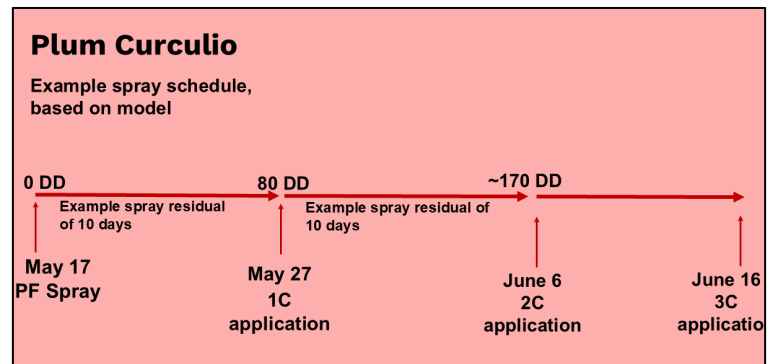 Plum Curculio
Example spray schedule,
based on model
0 DD
80 DD
~170 DD
Example spray residual
of 10 days
Example spray residual of
10 days
May 17
PF Spray
May 27
1C
application
June 6
2C
application
June 16
3C
applicatio